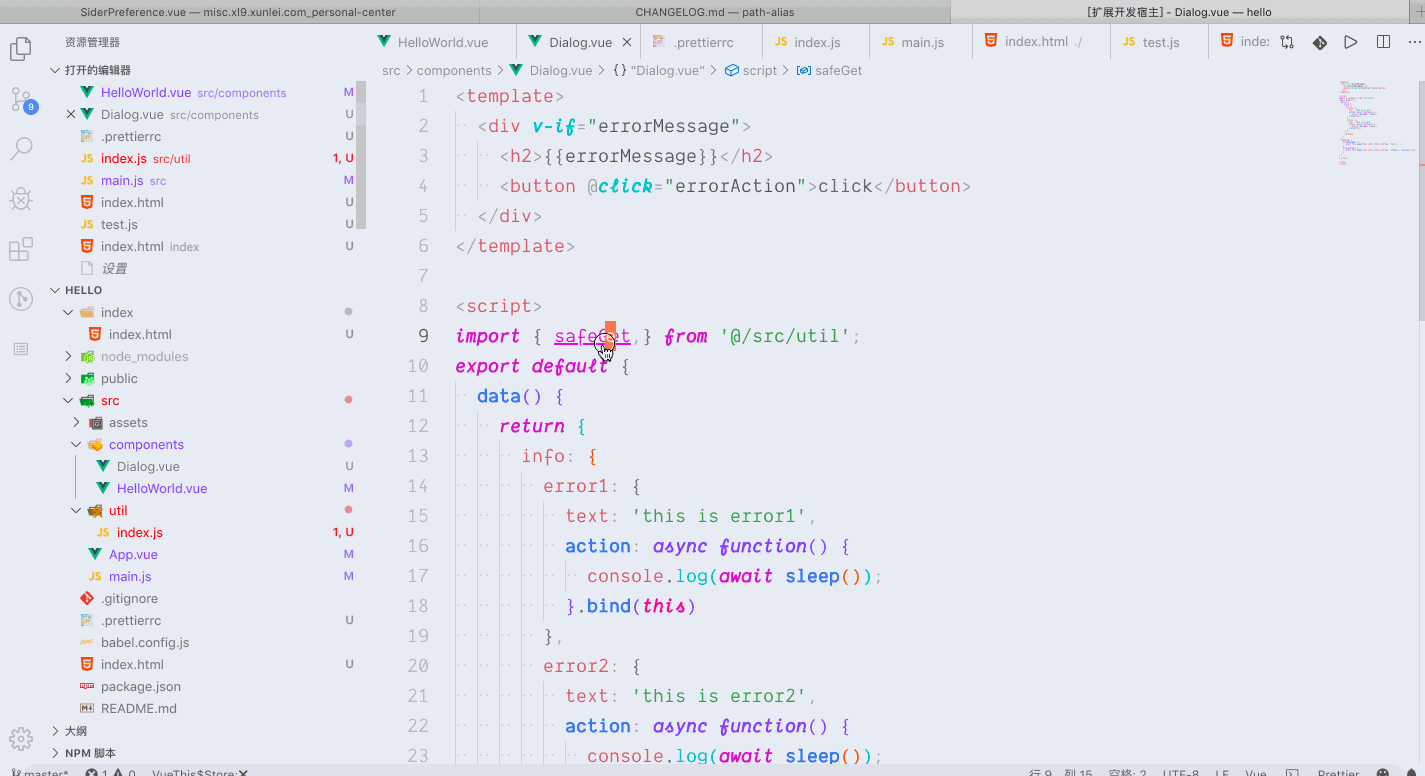 SiderPreference.vue — misc.xl9.xunlei.com_personal-center
CHANGELOG.md — path-alias
[扩展开发宿主] - Dialog.vue — hello
资源管理器
打开的编辑器
HelloWorld.vue src/components M
Dialog.vue src/components U
.prettierrc U
index.js src/util 1, U
main.js src M
index.html U
test.js U
index.html index U
设置
HELLO
index
index.html U
node_modules
public
src
assets
components
Dialog.vue U
HelloWorld.vue M
util
index.js 1, U
App.vue M
main.js M
.gitignore
.prettierrc U
babel.config.js
index.html U
package.json
README.md
大纲
NPM 脚本
9
HelloWorld.vue
Dialog.vue
.prettierrc
index.js
main.js
index.html ./
test.js
src > components > Dialog.vue > {} "Dialog.vue" > script > safeGet
1 <template>
2 <div v-if="errorMessage">
3 <h2>{{errorMessage}}</h2>
4 <button @click="errorAction">click</button>
5 </div>
6 </template>
7
8 <script>
9 import { safeGet,} from '@/src/util';
10 export default {
11 data() {
12 return {
13 info: {
14 error1: {
15 text: 'this is error1',
16 action: async function() {
17 console.log(await sleep());
18 }.bind(this)
19 },
20 error2: {
21 text: 'this is error2',
22 action: async function() {
23 console.log(await sleep());
master* 1 0 VueThis$Store:
行 9, 列 15 空格: 2 UTF-8 LF Vue Prettier